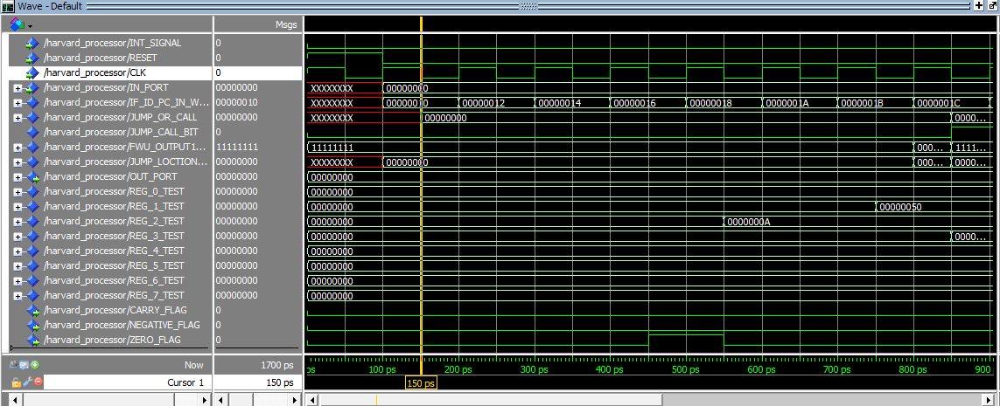 Wave - Default
Msgs
/harvard_processor/INT_SIGNAL 0
/harvard_processor/RESET 0
/harvard_processor/CLK 0
/harvard_processor/IN_PORT 00000000 XXXXXXXX 00000000
/harvard_processor/IF_ID_PC_IN_W... 00000010 XXXXXXXX 00000010 00000012 00000014 00000016 00000018 0000001A 0000001B 0000001C
/harvard_processor/JUMP_OR_CALL 00000000 XXXXXXXX 00000000 0000...
/harvard_processor/JUMP_CALL_BIT 0
/harvard_processor/FWU_OUTPUT1... 11111111 11111111 000... 1111...
/harvard_processor/JUMP_LOCTION... 00000000 XXXXXXXX 00000000 000... 0000...
/harvard_processor/OUT_PORT 00000000 00000000
/harvard_processor/REG_0_TEST 00000000 00000000
/harvard_processor/REG_1_TEST 00000000 00000000 00000050
/harvard_processor/REG_2_TEST 00000000 00000000 0000000A
/harvard_processor/REG_3_TEST 00000000 00000000 0000...
/harvard_processor/REG_4_TEST 00000000 00000000
/harvard_processor/REG_5_TEST 00000000 00000000
/harvard_processor/REG_6_TEST 00000000 00000000
/harvard_processor/REG_7_TEST 00000000 00000000
/harvard_processor/CARRY_FLAG 0
/harvard_processor/NEGATIVE_FLAG 0
/harvard_processor/ZERO_FLAG 0
Now 1700 ps ps 100 ps 200 ps 300 ps 400 ps 500 ps 600 ps 700 ps 800 ps 900
Cursor 1 150 ps 150 ps